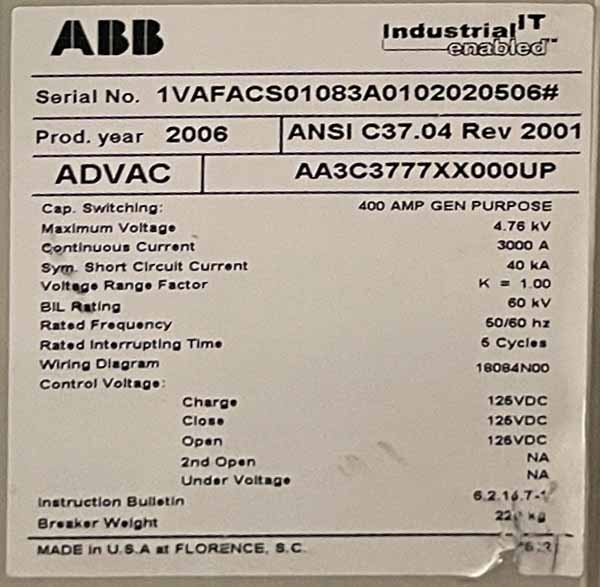 ABB Industrial IT enabled™
Serial No. 1VAFACS01083A0102020506#
Prod. year 2006 ANSI C37.04 Rev 2001
ADVAC AA3C3777XX000UP
Cap. Switching: 400 AMP GEN PURPOSE
Maximum Voltage 4.76 kV
Continuous Current 3000 A
Sym. Short Circuit Current 40 kA
Voltage Range Factor K = 1.00
BIL Rating 60 kV
Rated Frequency 50/60 hz
Rated Interrupting Time 5 Cycles
Wiring Diagram 18084N00
Control Voltage:
Charge 125VDC
Close 125VDC
Open 125VDC
2nd Open NA
Under Voltage NA
Instruction Bulletin
Breaker Weight kg
MADE in U.S.A at FLORENCE, S.C.